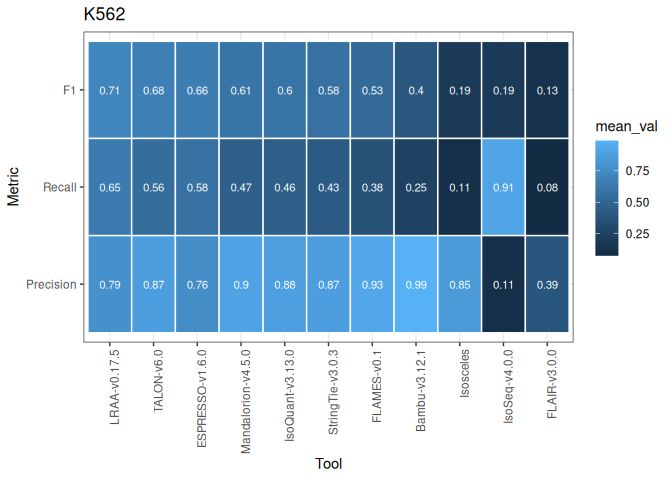 K562
F1 0.71 0.68 0.66 0.61 0.6 0.58 0.53 0.4 0.19 0.19 0.13
Recall 0.65 0.56 0.58 0.47 0.46 0.43 0.38 0.25 0.11 0.91 0.08
Precision 0.79 0.87 0.76 0.9 0.88 0.87 0.93 0.99 0.85 0.11 0.39
Metric
LRAA-v0.17.5
TALON-v6.0
ESPRESSO-v1.6.0
Mandalorion-v4.5.0
IsoQuant-v3.13.0
StringTie-v3.0.3
FLAMES-v0.1
Bambu-v3.12.1
Isosceles
IsoSeq-v4.0.0
FLAIR-v3.0.0
Tool
mean_val
0.75
0.50
0.25